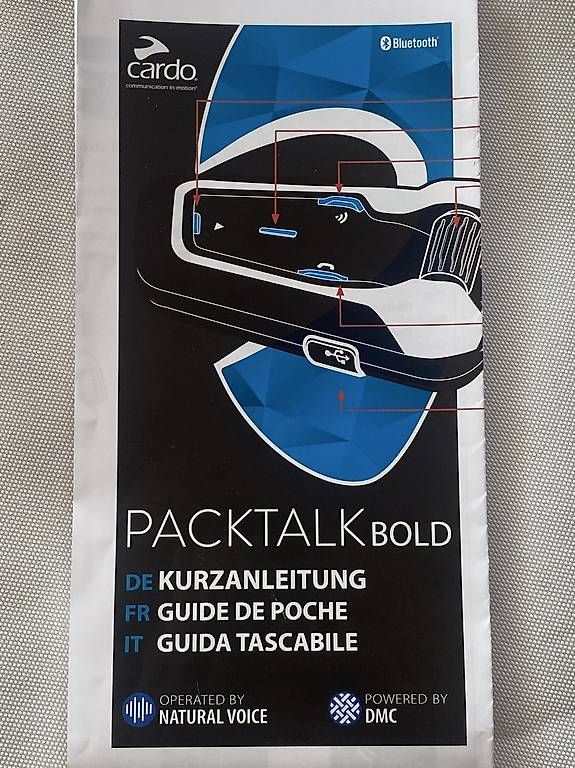 cardo®
communication in motion®
Bluetooth®
PACKTALK BOLD
DE KURZANLEITUNG
FR GUIDE DE POCHE
IT GUIDA TASCABILE
OPERATED BY
NATURAL VOICE
POWERED BY
DMC